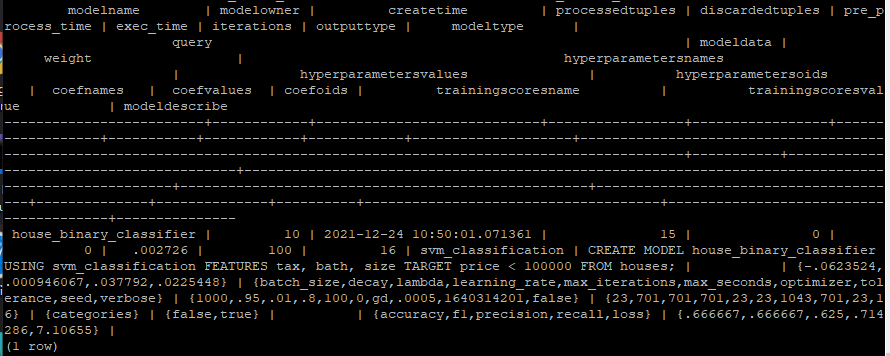 modelname | modelowner | createtime | processedtuples | discardedtuples | pre_p
rocess_time | exec_time | iterations | outputtype | modeltype |
query | modeldata |
weight | hyperparametersnames
| hyperparametersvalues | hyperparametersoids
| coefnames | coefvalues | coefoids | trainingscoresname | trainingscoresval
ue | modeldescribe
house_binary_classifier | 10 | 2021-12-24 10:50:01.071361 | 15 | 0 |
0 | .002726 | 100 | 16 | svm_classification | CREATE MODEL house_binary_classifier
USING svm_classification FEATURES tax, bath, size TARGET price < 100000 FROM houses; | | {-.0623524,
.000946067,.037792,.0225448} | {batch_size,decay,lambda,learning_rate,max_iterations,max_seconds,optimizer,tol
erance,seed,verbose} | {1000,.95,.01,.8,100,0,gd,.0005,1640314201,false} | {23,701,701,701,23,23,1043,701,23,1
6} | {categories} | {false,true} | | {accuracy,f1,precision,recall,loss} | {.666667,.666667,.625,.714
286,7.10655} |
(1 row)